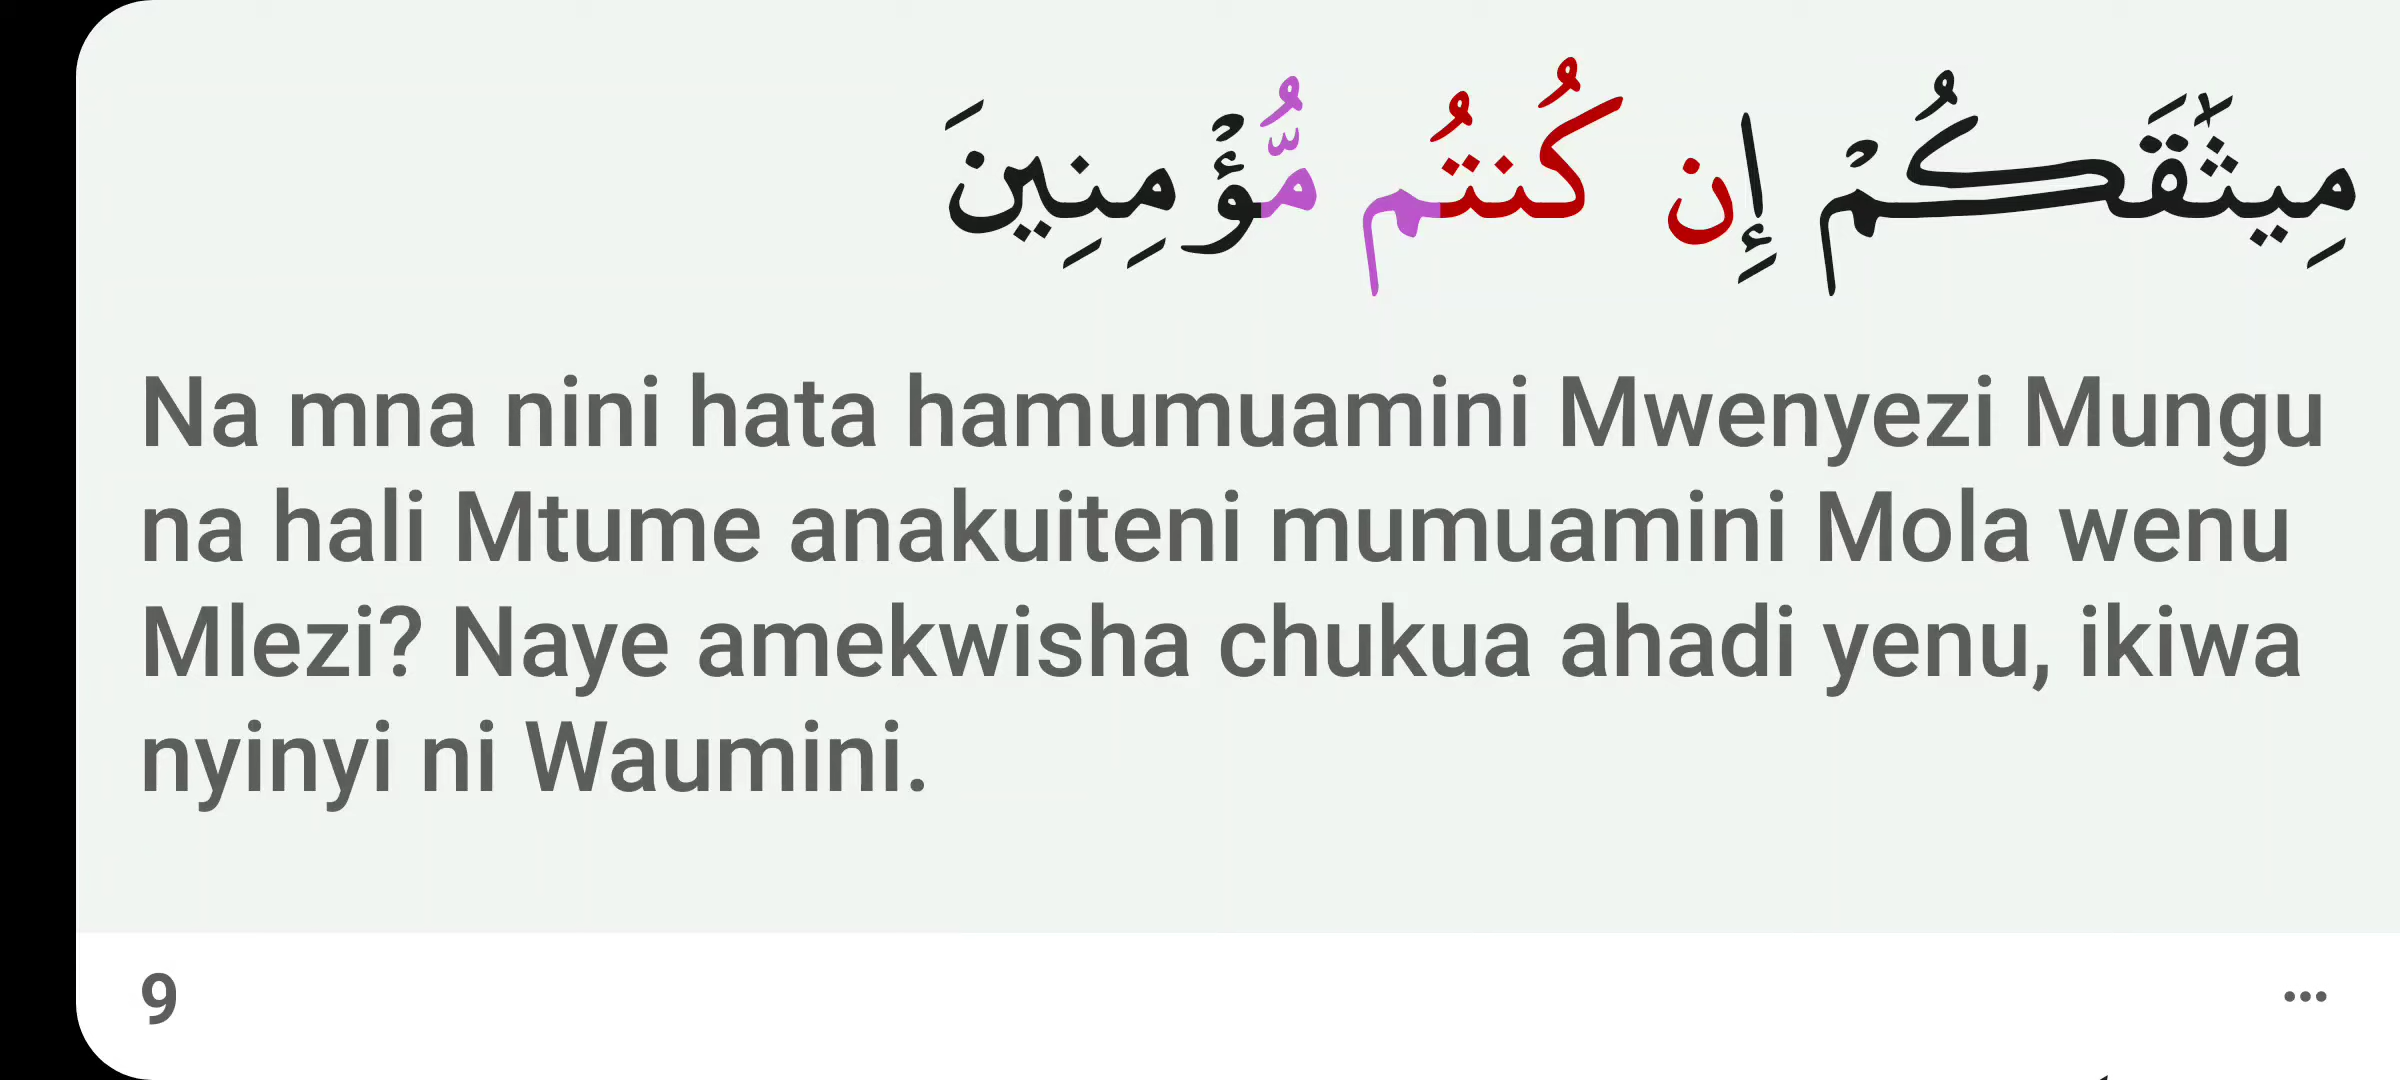 مِيثَٰقَكُمْ إِن كُنتُم مُّؤْمِنِينَ
Na mna nini hata hamumuamini Mwenyezi Mungu
na hali Mtume anakuiteni mumuamini Mola wenu
Mlezi? Naye amekwisha chukua ahadi yenu, ikiwa
nyinyi ni Waumini.
9